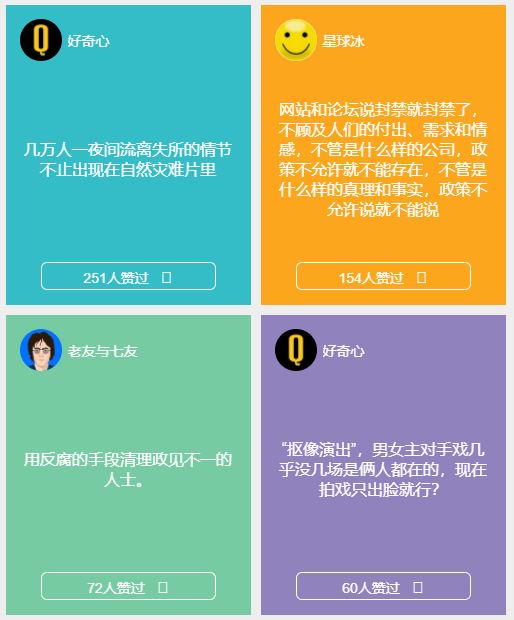 Q 好奇心
几万人一夜间流离失所的情节
不止出现在自然灾难片里
251人赞过
星球冰
网站和论坛说封禁就封禁了，
不顾及人们的付出、需求和情
感，不管是什么样的公司，政
策不允许就不能存在，不管是
什么样的真理和事实，政策不
允许说就不能说
154人赞过
老友与七友
用反腐的手段清理政见不一的
人士。
72人赞过
Q 好奇心
“抠像演出”，男女主对手戏几
乎没几场是俩人都在的，现在
拍戏只出脸就行？
60人赞过